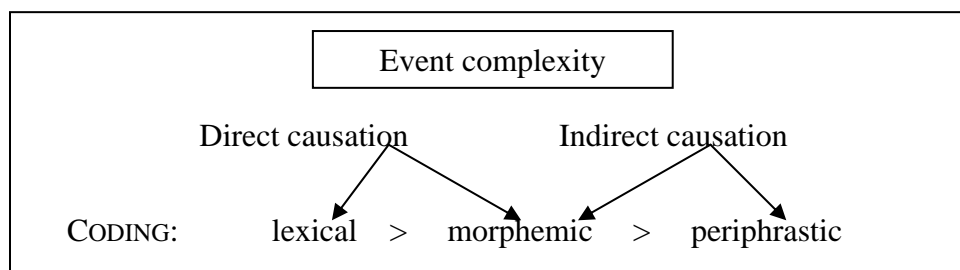 Event complexity
Direct causation Indirect causation
CODING: lexical > morphemic > periphrastic